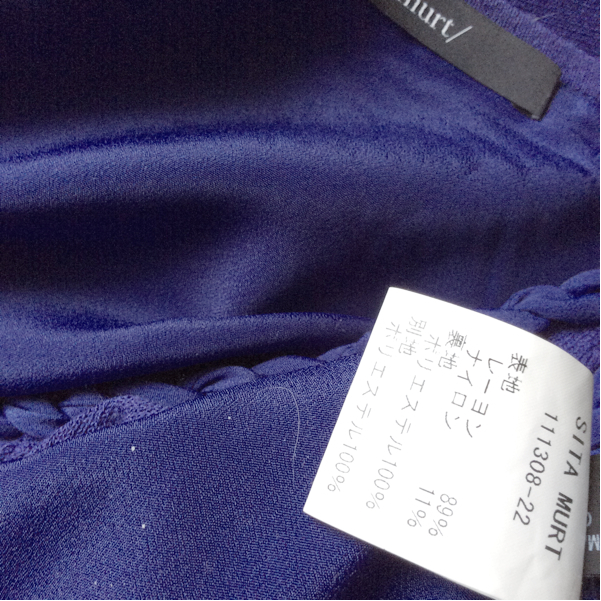 murt/
SITA MURT
111308-22
表地
レーヨン 89%
ナイロン 11%
裏地
ポリエステル100%
別地
ポリエステル100%
M